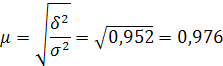 μ = √(δ²/σ²) = √0,952 = 0,976